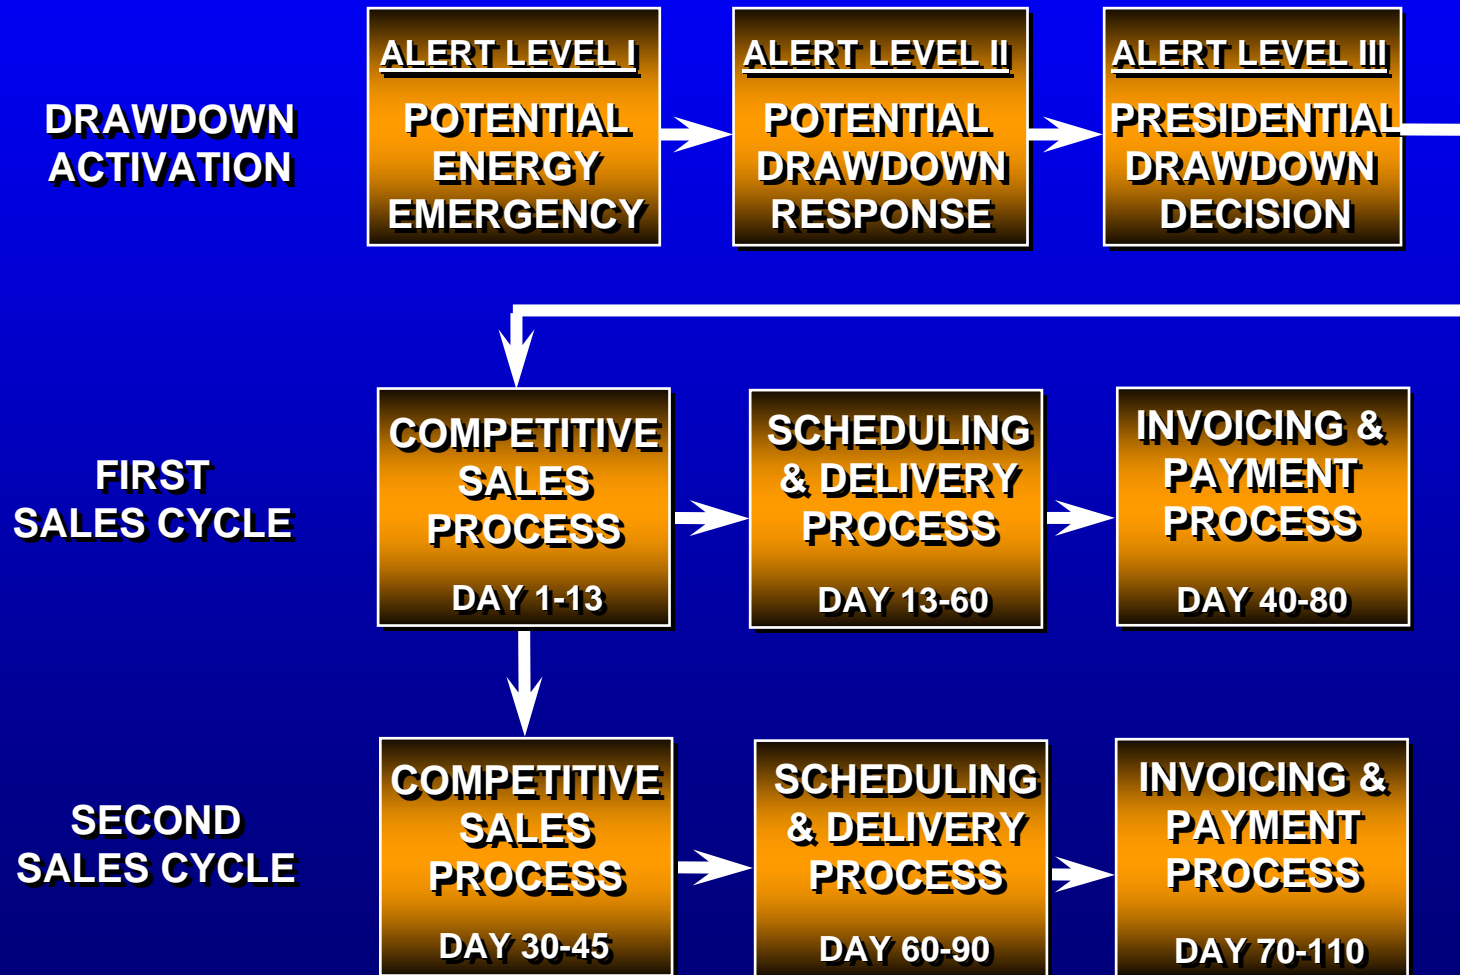 DRAWDOWN
ACTIVATION
ALERT LEVEL I
POTENTIAL
ENERGY
EMERGENCY
ALERT LEVEL II
POTENTIAL
DRAWDOWN
RESPONSE
ALERT LEVEL III
PRESIDENTIAL
DRAWDOWN
DECISION
FIRST
SALES CYCLE
COMPETITIVE
SALES
PROCESS
DAY 1-13
SCHEDULING
& DELIVERY
PROCESS
DAY 13-60
INVOICING &
PAYMENT
PROCESS
DAY 40-80
SECOND
SALES CYCLE
COMPETITIVE
SALES
PROCESS
DAY 30-45
SCHEDULING
& DELIVERY
PROCESS
DAY 60-90
INVOICING &
PAYMENT
PROCESS
DAY 70-110